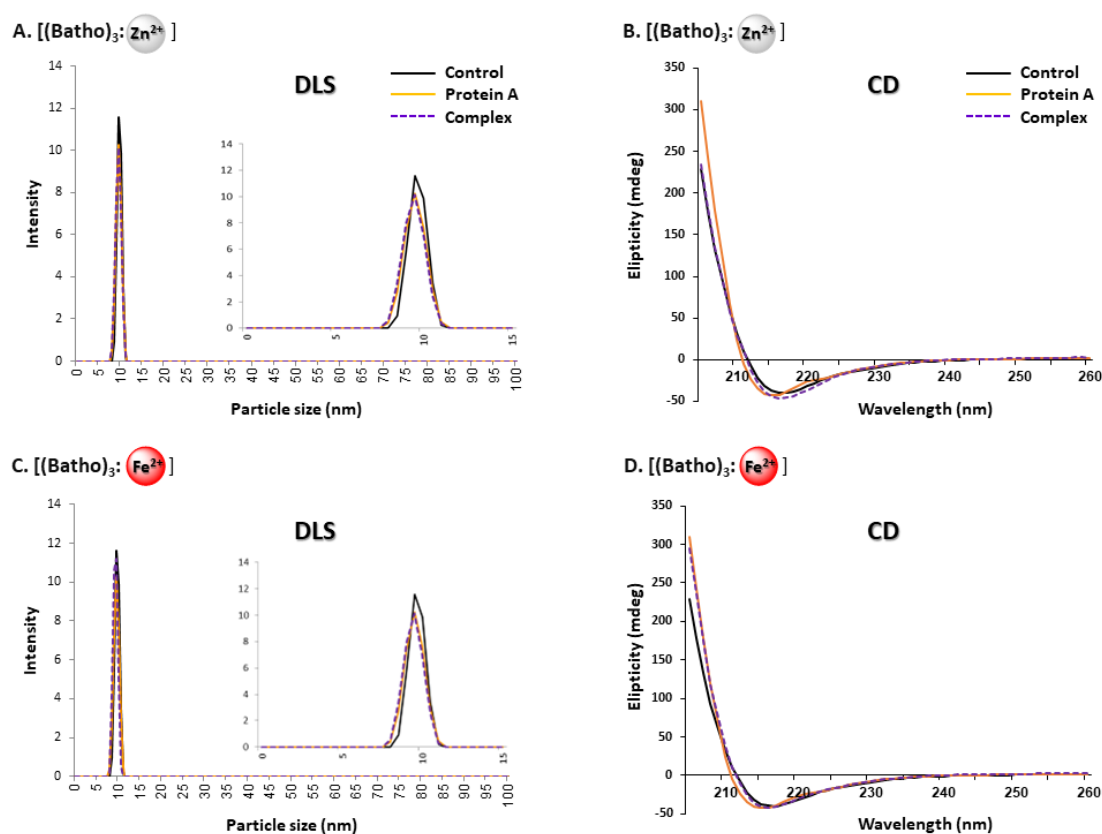 A. [(Batho)₃: Zn²⁺ ]
DLS
Control
Protein A
Complex
Intensity
14
12
10
8
6
4
2
0
0 5 10 15 20 25 30 35 40 45 50 55 60 65 70 75 80 85 90 95 100
Particle size (nm)
14
12
10
8
6
4
2
0
0 5 10 15
B. [(Batho)₃: Zn²⁺ ]
CD
Control
Protein A
Complex
Elipticity (mdeg)
350
300
250
200
150
100
50
0
-50
210 220 230 240 250 260
Wavelength (nm)
C. [(Batho)₃: Fe²⁺ ]
DLS
Intensity
14
12
10
8
6
4
2
0
0 5 10 15 20 25 30 35 40 45 50 55 60 65 70 75 80 85 90 95 100
Particle size (nm)
14
12
10
8
6
4
2
0
0 5 10 15
D. [(Batho)₃: Fe²⁺ ]
CD
Elipticity (mdeg)
350
300
250
200
150
100
50
0
-50
210 220 230 240 250 260
Wavelength (nm)